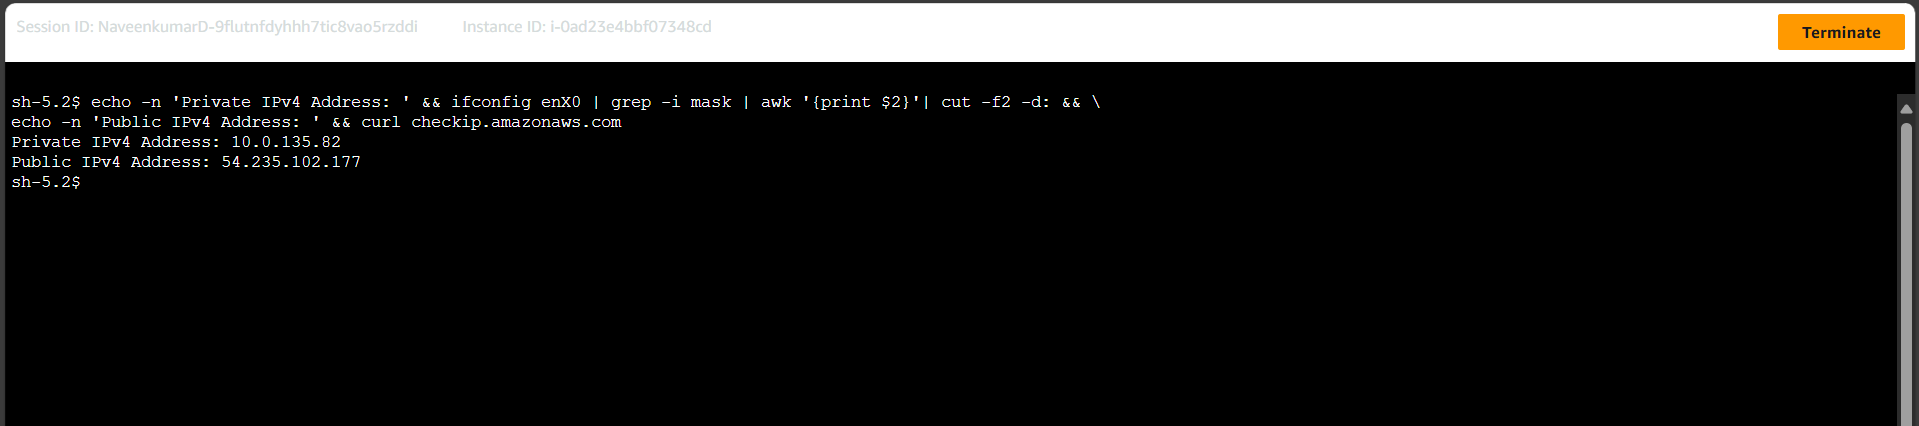 Session ID: NaveenkumarD-9flutnfdyhhh7tic8vao5rzddi Instance ID: i-0ad23e4bbf07348cd
Terminate
sh-5.2$ echo -n 'Private IPv4 Address: ' && ifconfig enX0 | grep -i mask | awk '{print $2}'| cut -f2 -d: && \
echo -n 'Public IPv4 Address: ' && curl checkip.amazonaws.com
Private IPv4 Address: 10.0.135.82
Public IPv4 Address: 54.235.102.177
sh-5.2$